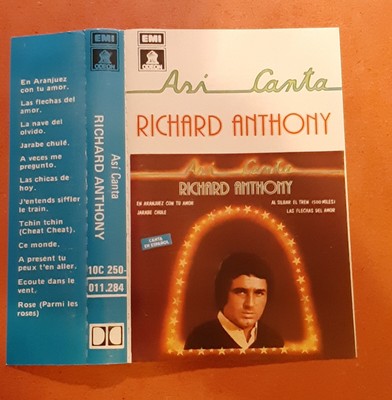 En Aranjuez
con tu amor.
Las flechas del
amor.
La nave del
olvido.
Jarabe chulé.
A veces me
pregunto.
Las chicas de
hoy.
J'entends siffler
le train.
Tchin tchin
(Cheat Cheat).
Ce monde.
A present tu
peux t'en aller.
Ecoute dans le
vent.
Rose (Parmi les
roses)
EMI
ODEON
Así Canta
RICHARD ANTHONY
10C 250-
011.284
EMI
ODEON
Así Canta
RICHARD ANTHONY
Así Canta
RICHARD ANTHONY
EN ARANJUEZ CON TU AMOR
JARABE CHULE
AL SILBAR EL TREN (500 MILES)
LAS FLECHAS DEL AMOR
CANTA
EN ESPAÑOL